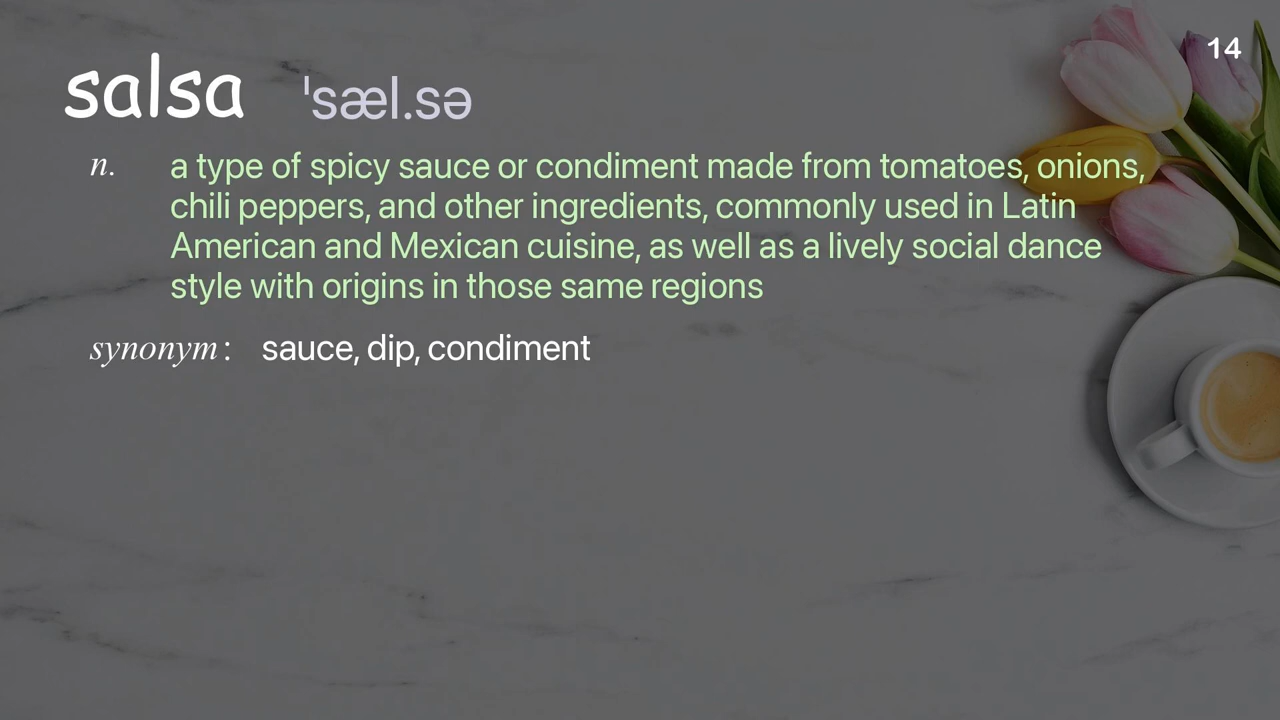 14
salsa ˈsæl.sə
n. a type of spicy sauce or condiment made from tomatoes, onions,
chili peppers, and other ingredients, commonly used in Latin
American and Mexican cuisine, as well as a lively social dance
style with origins in those same regions
synonym: sauce, dip, condiment